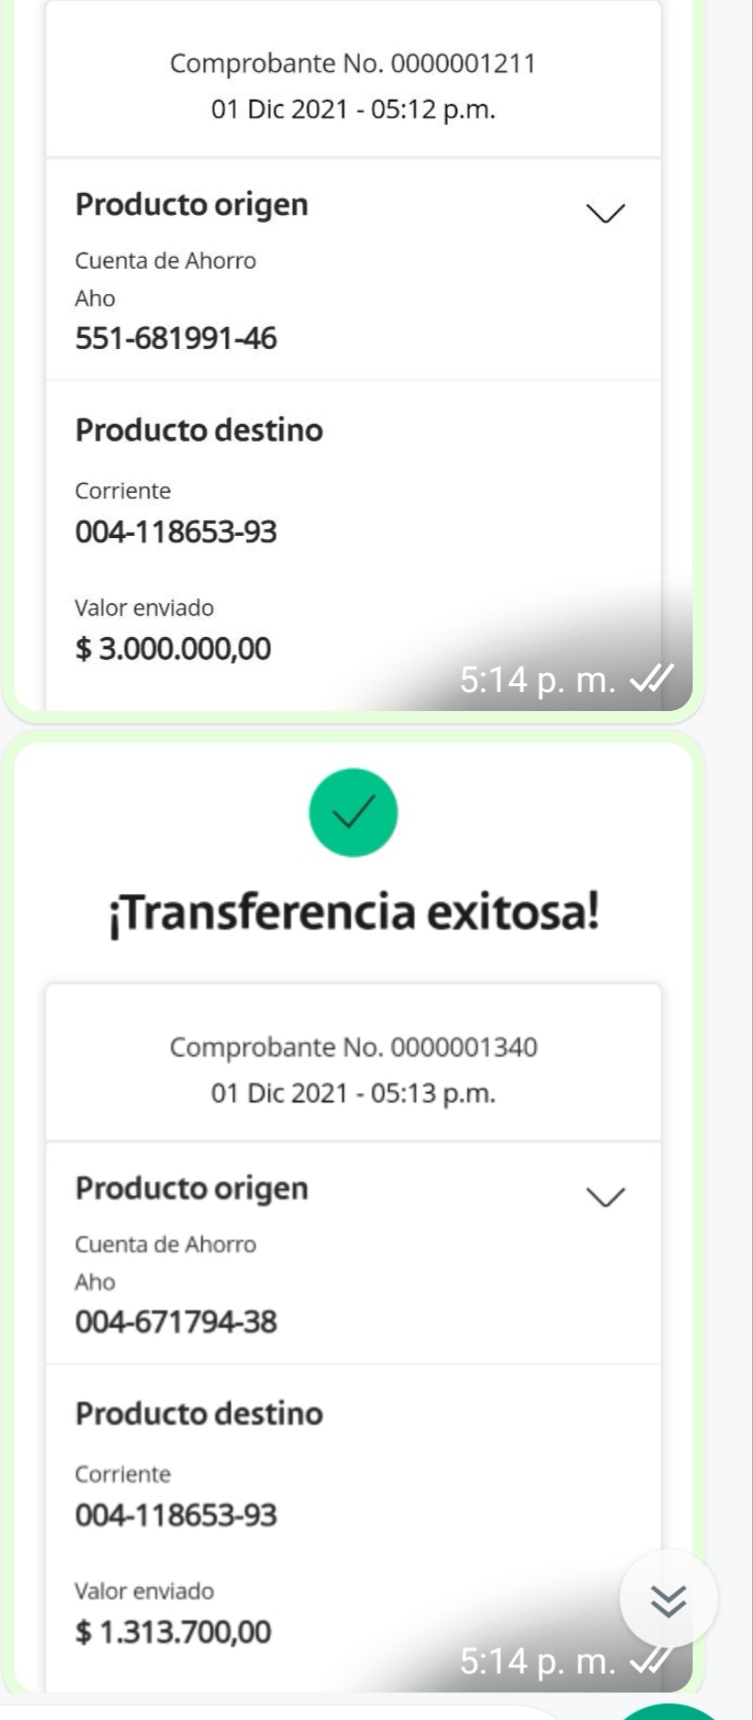 Comprobante No. 0000001211
01 Dic 2021 - 05:12 p.m.
Producto origen
Cuenta de Ahorro
Aho
551-681991-46
Producto destino
Corriente
004-118653-93
Valor enviado
$ 3.000.000,00
5:14 p. m.
¡Transferencia exitosa!
Comprobante No. 0000001340
01 Dic 2021 - 05:13 p.m.
Producto origen
Cuenta de Ahorro
Aho
004-671794-38
Producto destino
Corriente
004-118653-93
Valor enviado
$ 1.313.700,00
5:14 p. m.